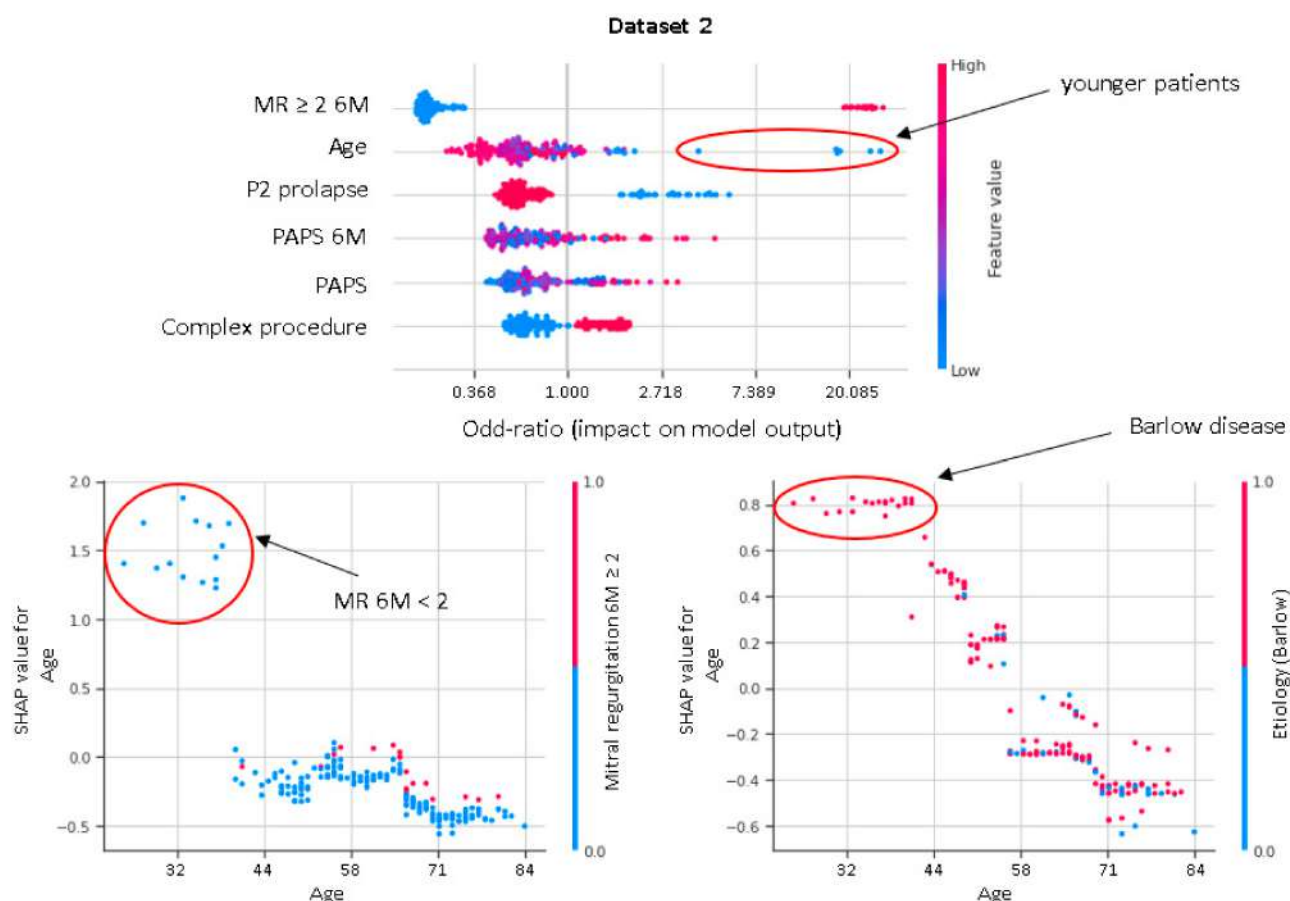 Dataset 2
High
MR ≥ 2 6M
younger patients
Age
P2 prolapse
PAPS 6M
PAPS
Complex procedure
Feature value
Low
0.368 1.000 2.718 7.389 20.085
Odd-ratio (impact on model output)
Barlow disease
2.0
1.5
1.0
0.5
0.0
−0.5
SHAP value for
Age
MR 6M < 2
32 44 58 71 84
Age
1.0
Mitral regurgitation 6M ≥ 2
0.0
0.8
0.6
0.4
0.2
0.0
−0.2
−0.4
−0.6
SHAP value for
Age
32 44 58 71 84
Age
1.0
Etiology (Barlow)
0.0